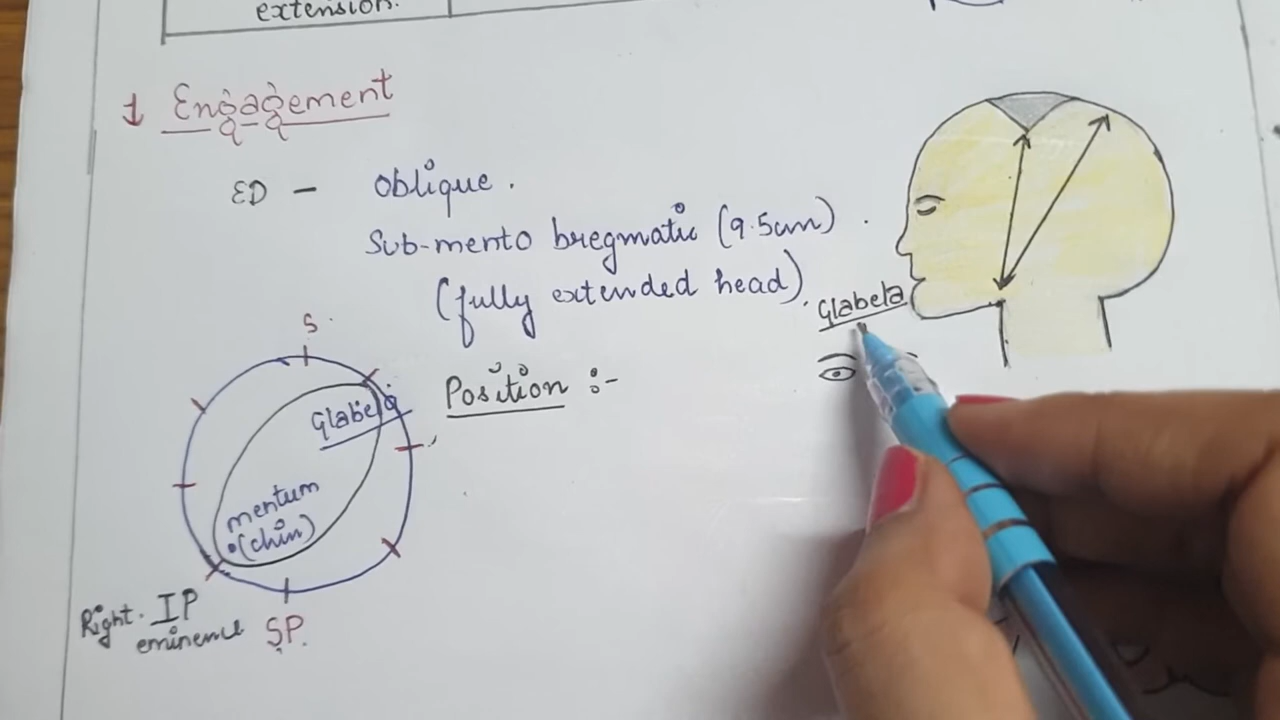 extension.
1 Engagement
ED - oblique.
Sub-mento bregmatic (9.5cm).
(fully extended head).
Glabela
S.
Position :-
Glabela
mentum
(chin)
Right. IP
eminence
SP.